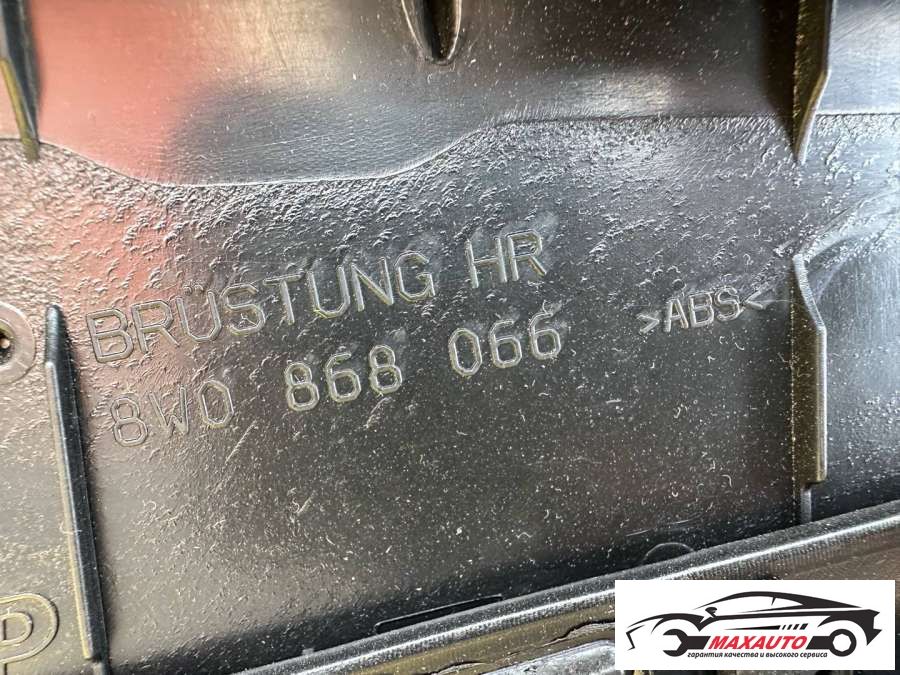 BRÜSTUNG HR
8W0 868 066
>ABS<
P
MAXAUTO
гарантия качества и высокого сервиса